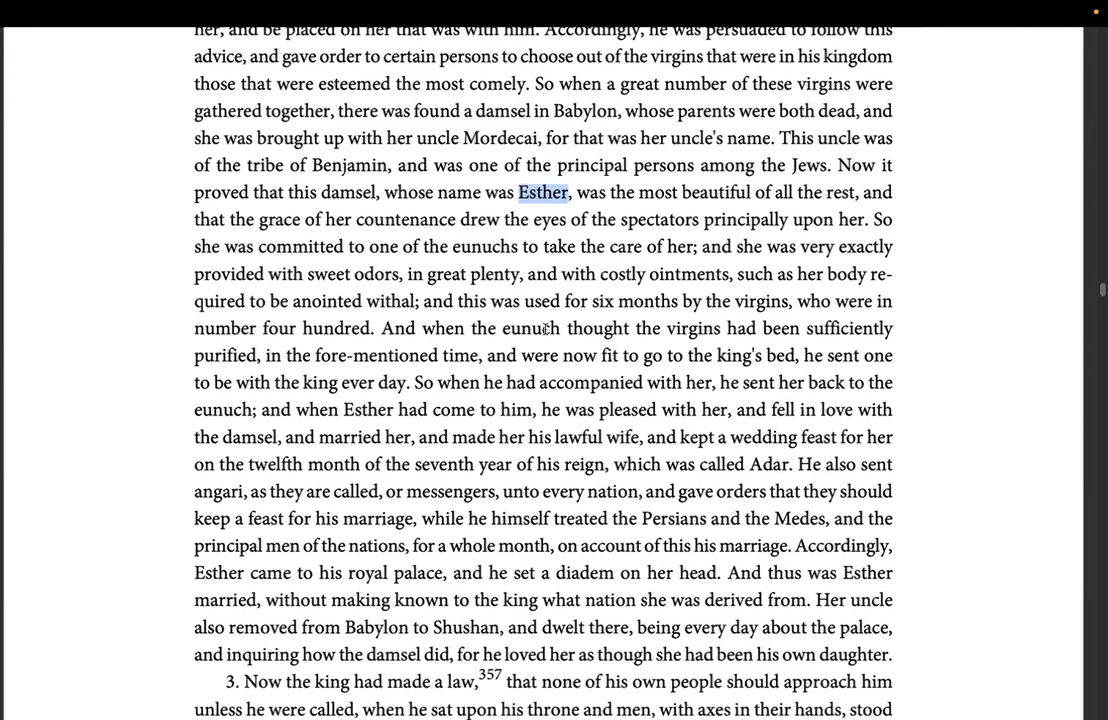 her, and be placed on her that was with him. Accordingly, he was persuaded to follow this
advice, and gave order to certain persons to choose out of the virgins that were in his kingdom
those that were esteemed the most comely. So when a great number of these virgins were
gathered together, there was found a damsel in Babylon, whose parents were both dead, and
she was brought up with her uncle Mordecai, for that was her uncle's name. This uncle was
of the tribe of Benjamin, and was one of the principal persons among the Jews. Now it
proved that this damsel, whose name was Esther, was the most beautiful of all the rest, and
that the grace of her countenance drew the eyes of the spectators principally upon her. So
she was committed to one of the eunuchs to take the care of her; and she was very exactly
provided with sweet odors, in great plenty, and with costly ointments, such as her body re-
quired to be anointed withal; and this was used for six months by the virgins, who were in
number four hundred. And when the eunuch thought the virgins had been sufficiently
purified, in the fore-mentioned time, and were now fit to go to the king's bed, he sent one
to be with the king ever day. So when he had accompanied with her, he sent her back to the
eunuch; and when Esther had come to him, he was pleased with her, and fell in love with
the damsel, and married her, and made her his lawful wife, and kept a wedding feast for her
on the twelfth month of the seventh year of his reign, which was called Adar. He also sent
angari, as they are called, or messengers, unto every nation, and gave orders that they should
keep a feast for his marriage, while he himself treated the Persians and the Medes, and the
principal men of the nations, for a whole month, on account of this his marriage. Accordingly,
Esther came to his royal palace, and he set a diadem on her head. And thus was Esther
married, without making known to the king what nation she was derived from. Her uncle
also removed from Babylon to Shushan, and dwelt there, being every day about the palace,
and inquiring how the damsel did, for he loved her as though she had been his own daughter.
3. Now the king had made a law,357 that none of his own people should approach him
unless he were called, when he sat upon his throne and men, with axes in their hands, stood